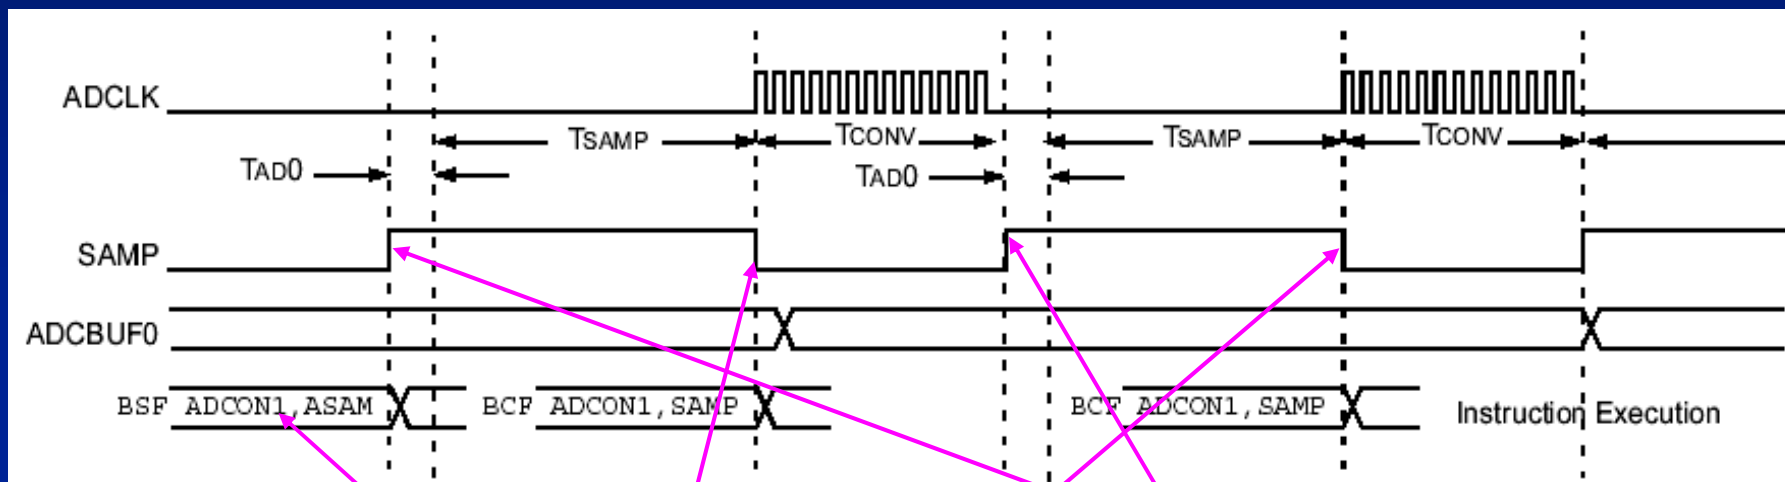 ADCLK
TSAMP TCONV TSAMP TCONV
TAD0 TAD0
SAMP
ADCBUF0
BSF ADCON1,ASAM BCF ADCON1,SAMP BCF ADCON1,SAMP Instruction Execution